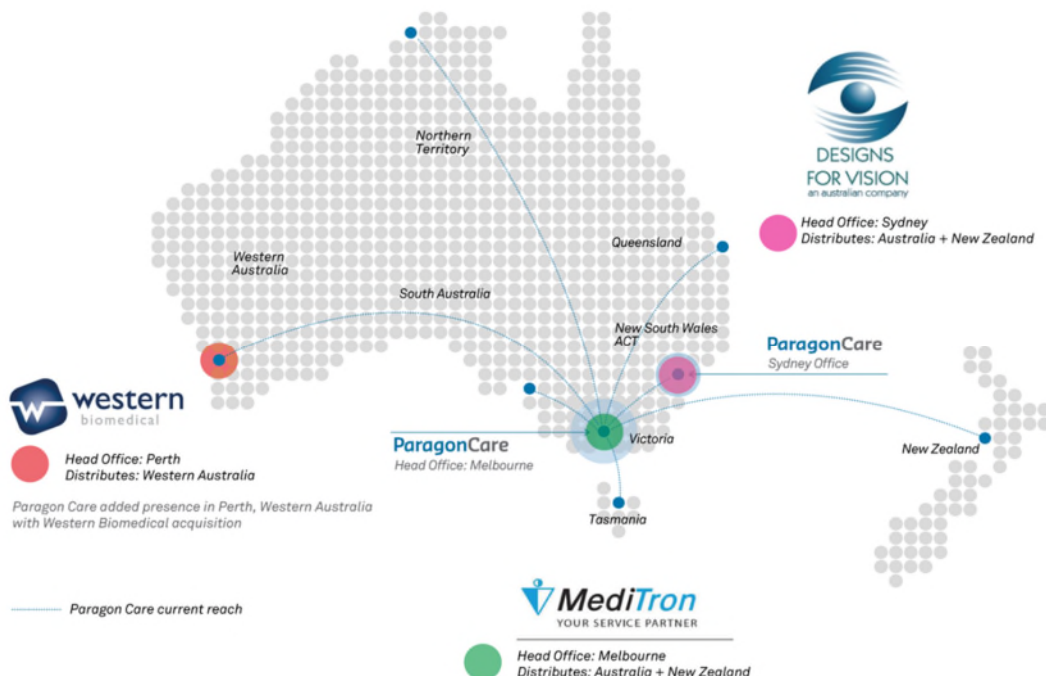 Northern
Territory
DESIGNS
FOR VISION
an australian company
Head Office: Sydney
Distributes: Australia + New Zealand
Queensland
Western
Australia
South Australia
New South Wales
ACT
ParagonCare
Sydney Office
western
biomedical
ParagonCare
Head Office: Melbourne
Victoria
New Zealand
Head Office: Perth
Distributes: Western Australia
Paragon Care added presence in Perth, Western Australia
with Western Biomedical acquisition
Tasmania
Paragon Care current reach
MediTron
YOUR SERVICE PARTNER
Head Office: Melbourne
Distributes: Australia + New Zealand